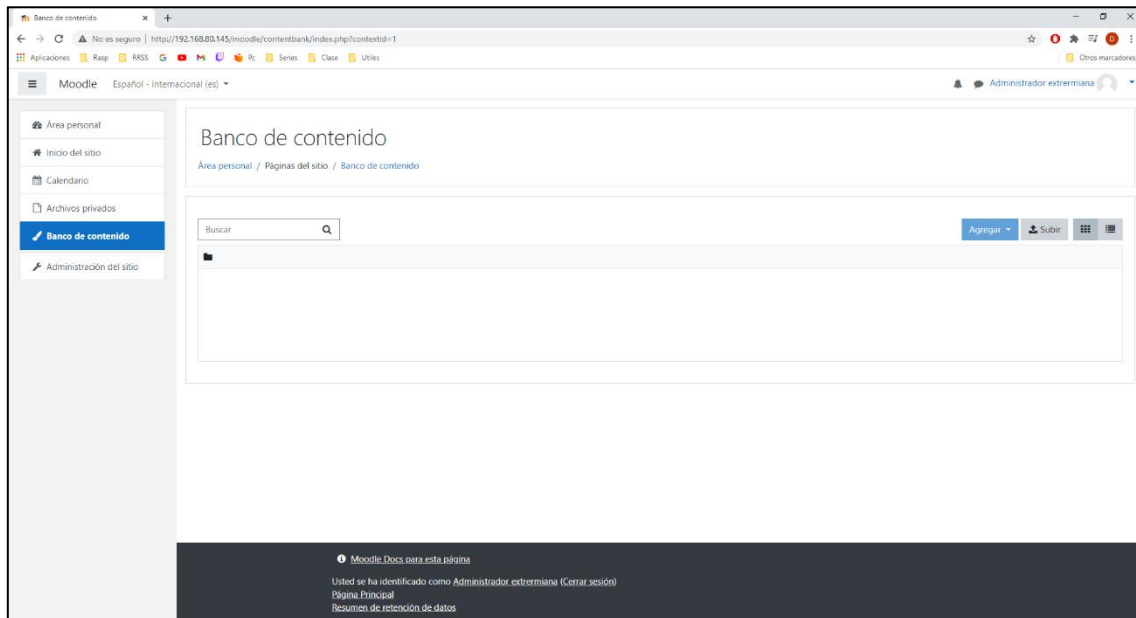 Banco de contenido
No es seguro | http://192.168.80.145/moodle/contentbank/index.php?contextid=1
Aplicaciones Rasp RRSS Pc Series Clase Utiles Otros marcadores
Moodle Español - Internacional (es) Administrador extrermiana
Área personal
Inicio del sitio
Calendario
Archivos privados
Banco de contenido
Administración del sitio
Banco de contenido
Área personal / Páginas del sitio / Banco de contenido
Buscar Agregar Subir
Moodle Docs para esta página
Usted se ha identificado como Administrador extrermiana (Cerrar sesión)
Página Principal
Resumen de retención de datos